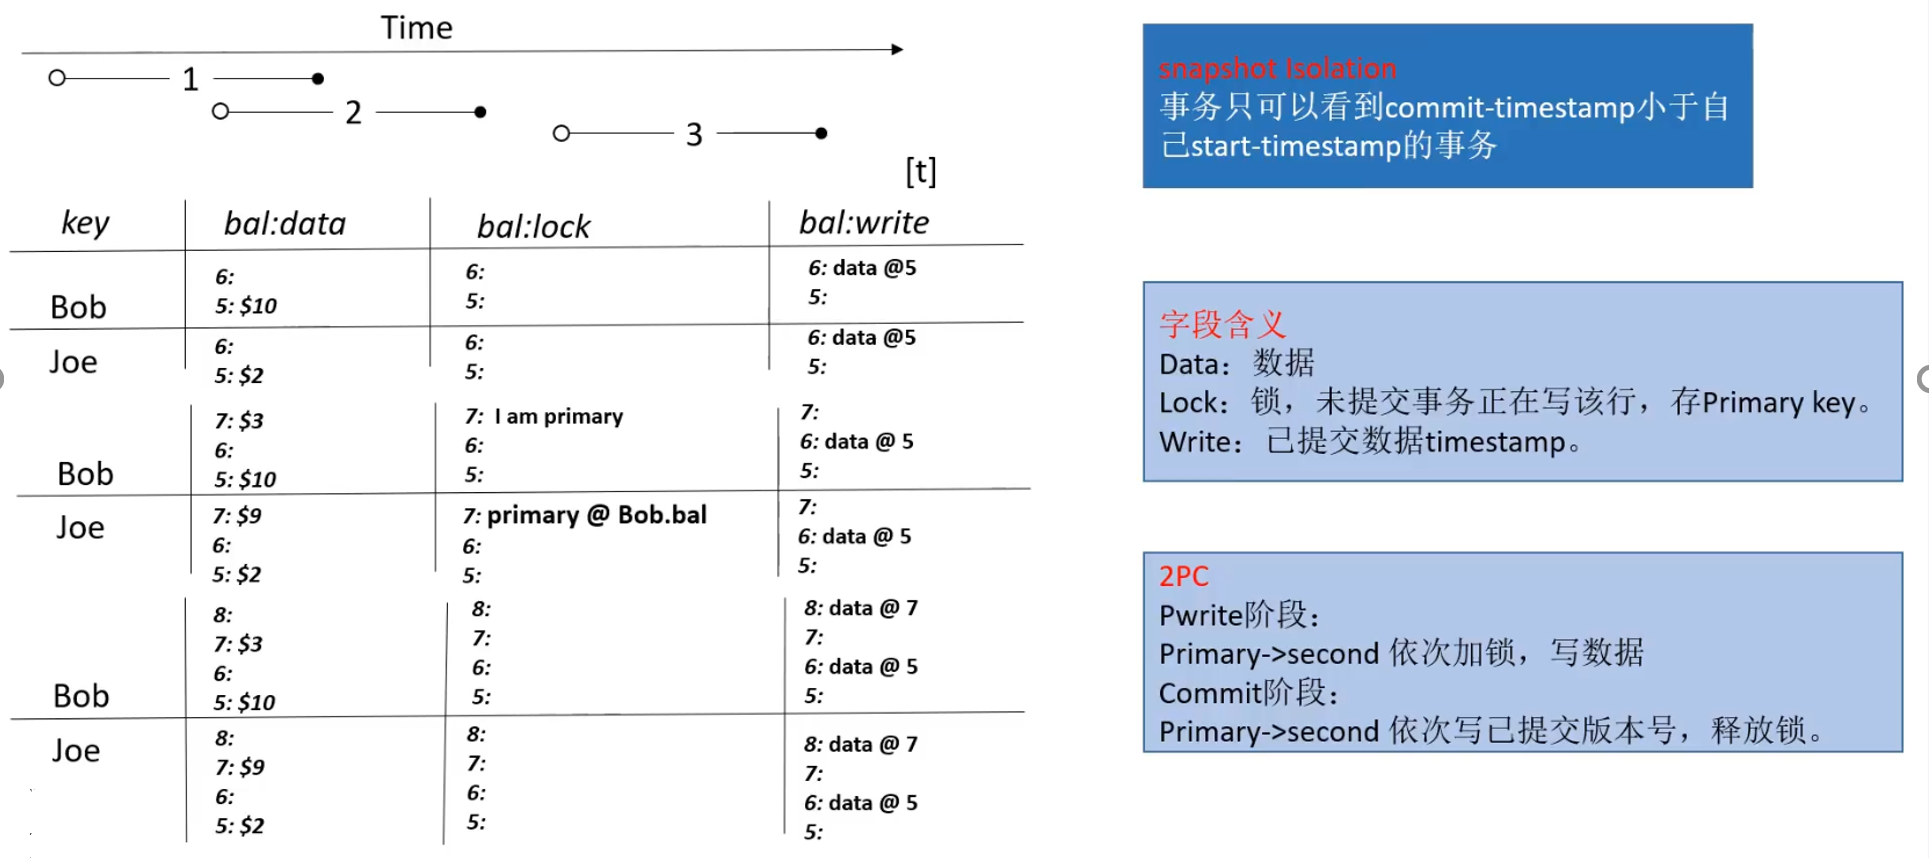 Time
1
2
3
[t]
key bal:data bal:lock bal:write
Bob
6:
5: $10
6:
5:
6: data @5
5:
Joe
6:
5: $2
6:
5:
6: data @5
5:
Bob
7: $3
6:
5: $10
7: I am primary
6:
5:
7:
6: data @ 5
5:
Joe
7: $9
6:
5: $2
7: primary @ Bob.bal
6:
5:
7:
6: data @ 5
5:
Bob
8:
7: $3
6:
5: $10
8:
7:
6:
5:
8: data @ 7
7:
6: data @ 5
5:
Joe
8:
7: $9
6:
5: $2
8:
7:
6:
5:
8: data @ 7
7:
6: data @ 5
5:
snapshot Isolation
事务只可以看到commit-timestamp小于自
己start-timestamp的事务
字段含义
Data：数据
Lock：锁，未提交事务正在写该行，存Primary key。
Write：已提交数据timestamp。
2PC
Pwrite阶段：
Primary->second 依次加锁，写数据
Commit阶段：
Primary->second 依次写已提交版本号，释放锁。